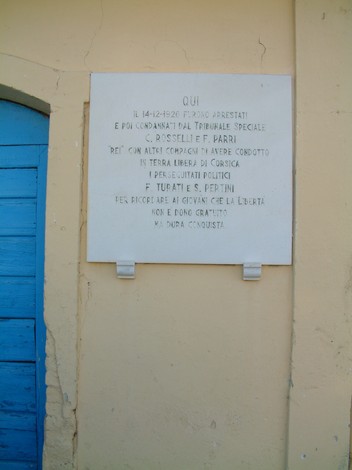 QUI
IL 14-12-1926 FURONO ARRESTATI
E POI CONDANNATI DAL TRIBUNALE SPECIALE
C. ROSSELLI E F. PARRI
"REI" CON ALTRI COMPAGNI DI AVERE CONDOTTO
IN TERRA LIBERA DI CORSICA
I PERSEGUITATI POLITICI
F. TURATI E S. PERTINI
PER RICORDARE AI GIOVANI CHE LA LIBERTÀ
NON È DONO GRATUITO
MA DURA CONQUISTA